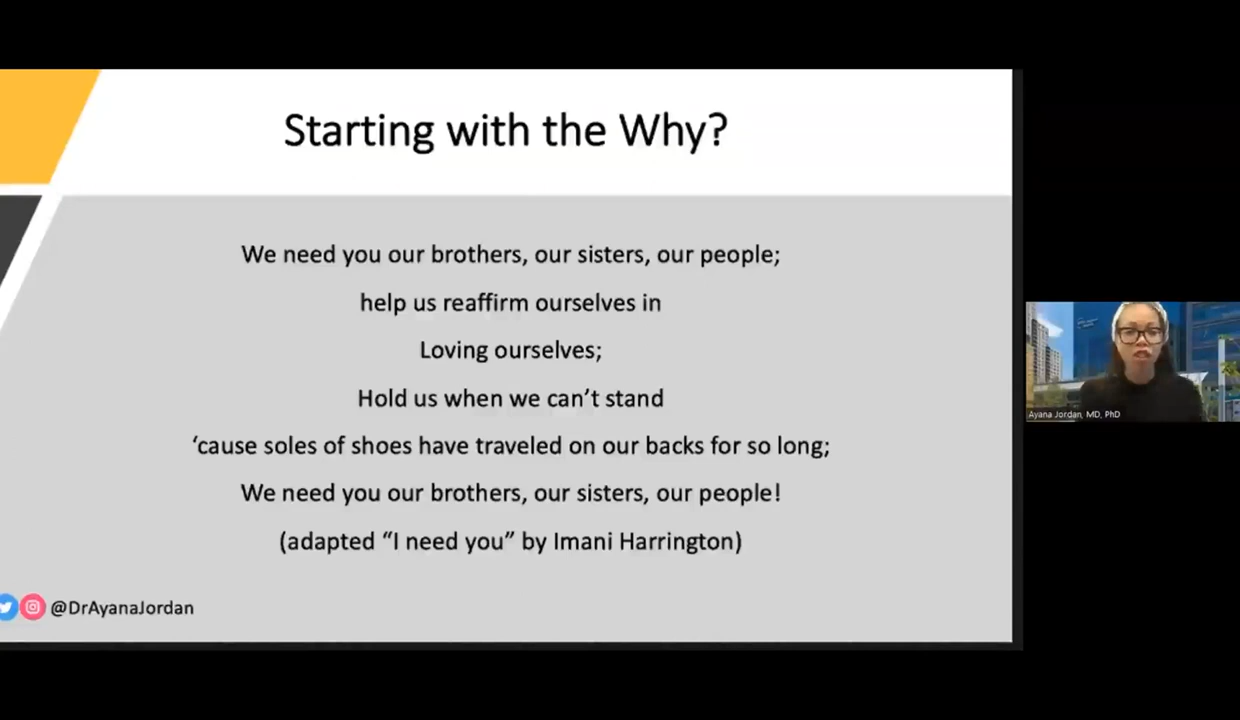 Starting with the Why?
We need you our brothers, our sisters, our people;
help us reaffirm ourselves in
Loving ourselves;
Hold us when we can’t stand
‘cause soles of shoes have traveled on our backs for so long;
We need you our brothers, our sisters, our people!
(adapted “I need you” by Imani Harrington)
@DrAyanaJordan
Ayana Jordan, MD, PhD